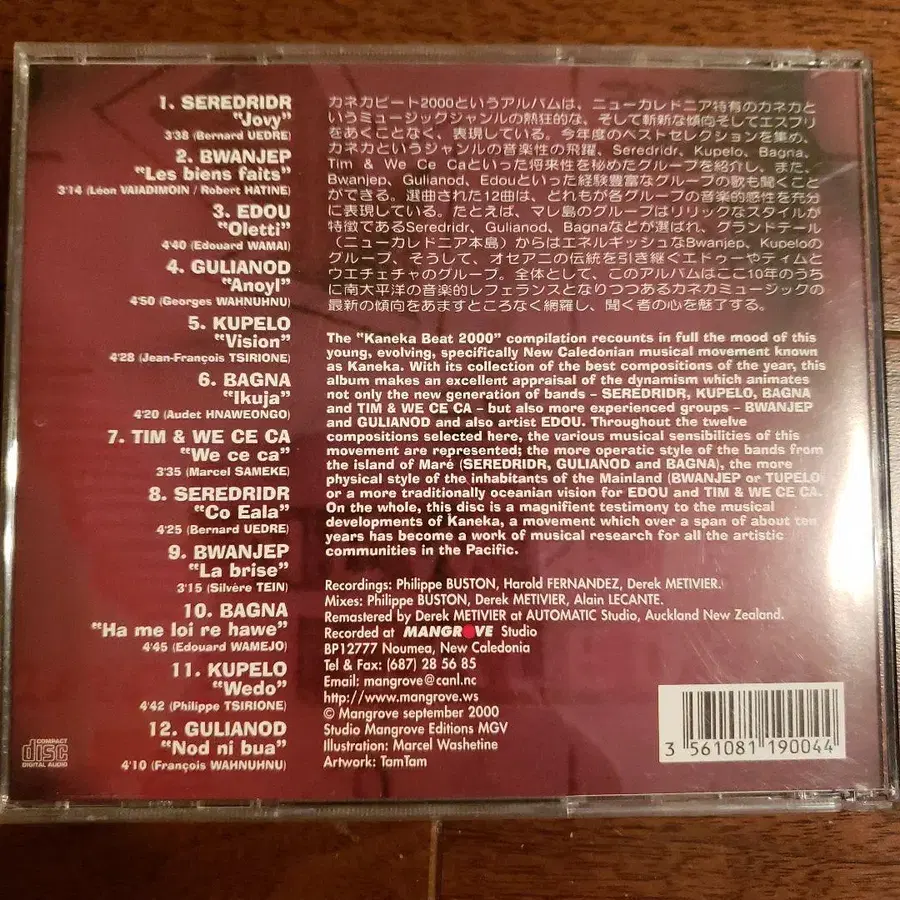 1. SEREDRIDR
"Jovy"
3'38 (Bernard UEDRE)
2. BWANJEP
"Les biens faits"
3'14 (Léon VAIADIMOIN / Robert HATINE)
3. EDOU
"Oletti"
4'40 (Edouard WAMAI)
4. GULIANOD
"Anoyl"
4'50 (Georges WAHNUHNU)
5. KUPELO
"Vision"
4'28 (Jean-François TSIRIONE)
6. BAGNA
"Ikuja"
4'20 (Audet HNAWEONGO)
7. TIM & WE CE CA
"We ce ca"
3'35 (Marcel SAMEKE)
8. SEREDRIDR
"Co Eala"
4'25 (Bernard UEDRE)
9. BWANJEP
"La brise"
3'15 (Silvère TEIN)
10. BAGNA
"Ha me loi re hawe"
4'45 (Edouard WAMEJO)
11. KUPELO
"Wedo"
4'42 (Philippe TSIRIONE)
12. GULIANOD
"Nod ni bua"
4'10 (François WAHNUHNU)
COMPACT
disc
DIGITAL AUDIO
カネカビート2000というアルバムは、ニューカレドニア特有のカネカと
いうミュージックジャンルの熱狂的な、そして斬新な傾向そしてエスプリ
をあくことなく、表現している。今年度のベストセレクションを集め、
カネカというジャンルの音楽性の飛躍、Seredridr, Kupelo, Bagna,
Tim & We Ce Caといった将来性を秘めたグループを紹介し、また、
Bwanjep, Gulianod, Edouといった経験豊富なグループの歌も聞くこと
ができる。選曲された12曲は、どれもが各グループの音楽的感性を充分
に表現している。たとえば、マレ島のグループはリリックなスタイルが
特徴であるSeredridr, Gulianod, Bagnaなどが選ばれ、グランドテール
（ニューカレドニア本島）からはエネルギッシュなBwanjep, Kupeloの
グループ、そうして、オセアニの伝統を引き継ぐエドゥーやティムと
ウエチェチャのグループ。全体として、このアルバムはここ10年のうち
に南大平洋の音楽的レフェランスとなりつつあるカネカミュージックの
最新の傾向をあますところなく網羅し、聞く者の心を魅了する。
The "Kaneka Beat 2000" compilation recounts in full the mood of this
young, evolving, specifically New Caledonian musical movement known
as Kaneka. With its collection of the best compositions of the year, this
album makes an excellent appraisal of the dynamism which animates
not only the new generation of bands – SEREDRIDR, KUPELO, BAGNA
and TIM & WE CE CA – but also more experienced groups – BWANJEP
and GULIANOD and also artist EDOU. Throughout the twelve
compositions selected here, the various musical sensibilities of this
movement are represented; the more operatic style of the bands from
the island of Maré (SEREDRIDR, GULIANOD and BAGNA), the more
physical style of the inhabitants of the Mainland (BWANJEP or TUPELO)
or a more traditionally oceanian vision for EDOU and TIM & WE CE CA.
On the whole, this disc is a magnifient testimony to the musical
developments of Kaneka, a movement which over a span of about ten
years has become a work of musical research for all the artistic
communities in the Pacific.
Recordings: Philippe BUSTON, Harold FERNANDEZ, Derek METIVIER.
Mixes: Philippe BUSTON, Derek METIVIER, Alain LECANTE.
Remastered by Derek METIVIER at AUTOMATIC Studio, Auckland New Zealand.
Recorded at MANGROVE Studio
BP12777 Noumea, New Caledonia
Tel & Fax: (687) 28 56 85
Email: mangrove@canl.nc
http://www.mangrove.ws
© Mangrove september 2000
Studio Mangrove Editions MGV
Illustration: Marcel Washetine
Artwork: TamTam
3 561081 190044